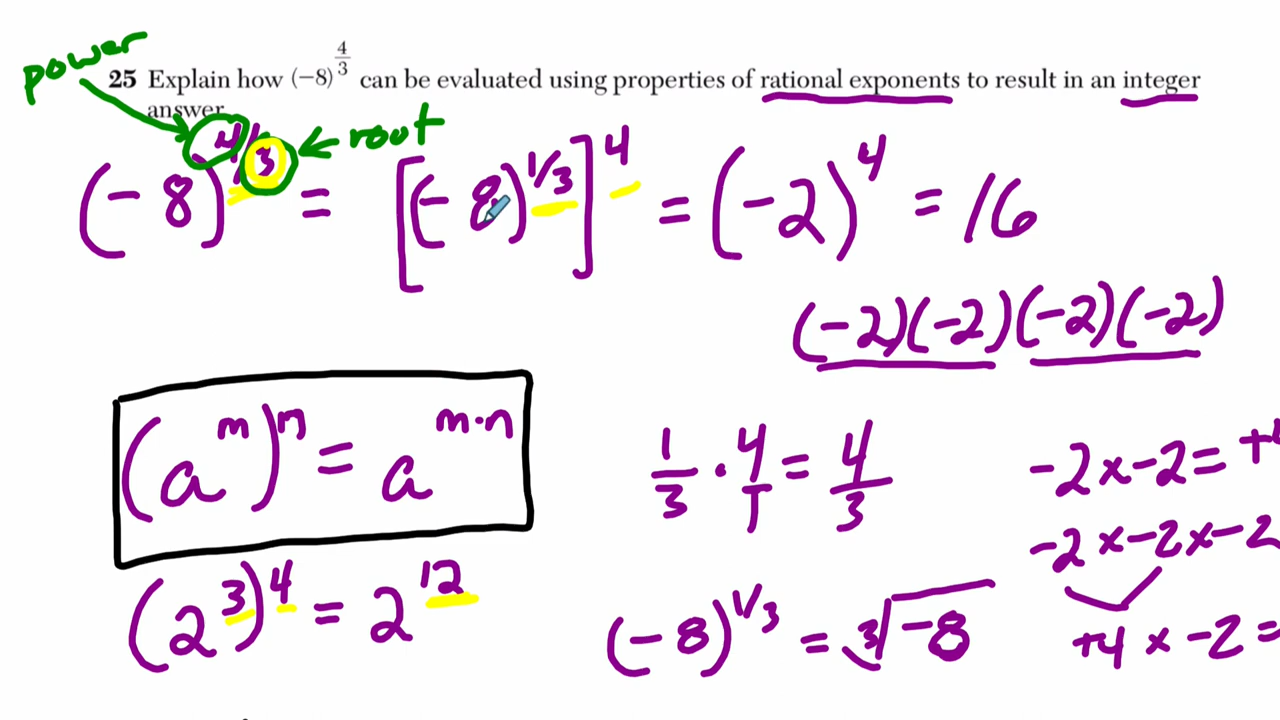 power
25 Explain how (−8)^(4/3) can be evaluated using properties of rational exponents to result in an integer
answer.
root
(-8)^(4/3) = [(-8)^(1/3)]^4 = (-2)^4 = 16
(-2)(-2)(-2)(-2)
(a^m)^n = a^(m·n)
1/3 · 4/1 = 4/3
-2 x -2 = +4
-2 x -2 x -2
(2^3)^4 = 2^12
(-8)^(1/3) = ∛-8
+4 x -2 =